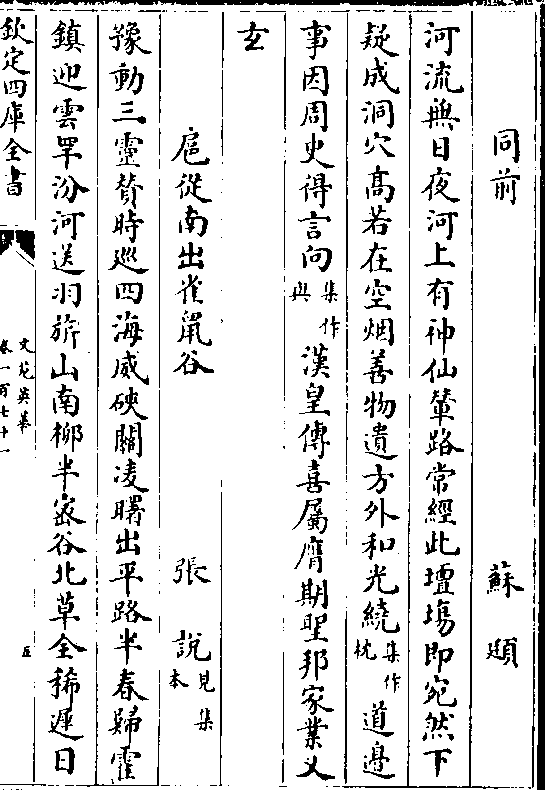 同前 蘇頲
河流無日夜河上有神仙輦路常經此壇塲即宛然下
疑成洞穴髙若在空烟善物遺方外和光繞集作枕道邉
事因周史得言向集作與漢皇傳喜屬膺期聖邦家業又
玄
扈從南出雀鼠谷 張說見集本
豫動三靈賛時廵四海威硤關凌曙出平路半春歸霍
鎮迎雲罕汾河送羽旂山南柳半宻谷北草全稀遲日
欽定四庫全書
文苑英華
卷一百七十一
五